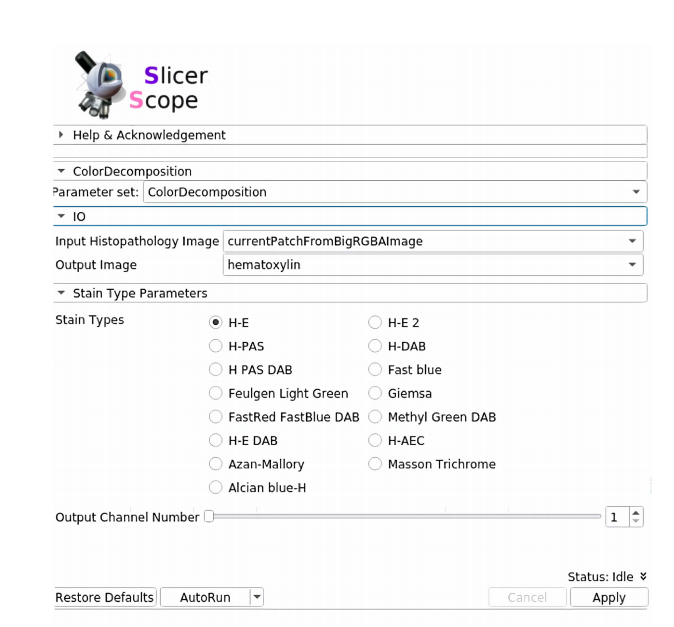 Slicer
Scope
Help & Acknowledgement
ColorDecomposition
Parameter set: ColorDecomposition
IO
Input Histopathology Image currentPatchFromBigRGBAImage
Output Image hematoxylin
Stain Type Parameters
Stain Types H-E H-E 2
H-PAS H-DAB
H PAS DAB Fast blue
Feulgen Light Green Giemsa
FastRed FastBlue DAB Methyl Green DAB
H-E DAB H-AEC
Azan-Mallory Masson Trichrome
Alcian blue-H
Output Channel Number 1
Status: Idle
Restore Defaults AutoRun Cancel Apply